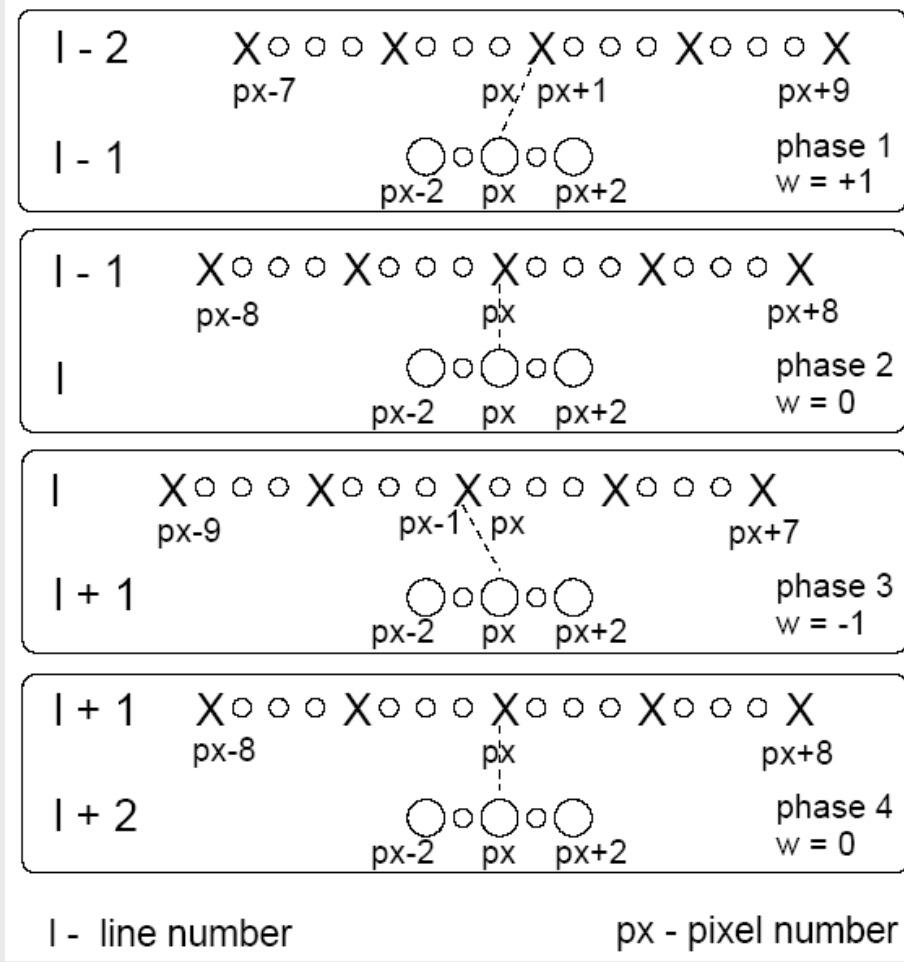 l - 2 X X X X X
px-7 px px+1 px+9
l - 1 phase 1
px-2 px px+2 w = +1
l - 1 X X X X X
px-8 px px+8
l phase 2
px-2 px px+2 w = 0
l X X X X X
px-9 px-1 px px+7
l + 1 phase 3
px-2 px px+2 w = -1
l + 1 X X X X X
px-8 px px+8
l + 2 phase 4
px-2 px px+2 w = 0
l - line number px - pixel number